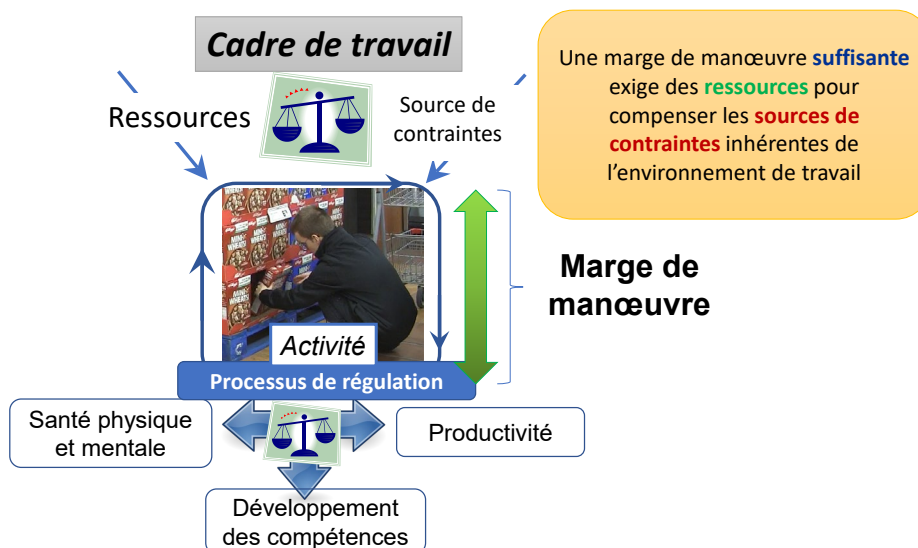 Cadre de travail
Ressources
Source de
contraintes
Une marge de manœuvre suffisante
exige des ressources pour
compenser les sources de
contraintes inhérentes de
l’environnement de travail
MINI
WHEATS
Marge de
manœuvre
Activité
Processus de régulation
Santé physique
et mentale
Productivité
Développement
des compétences